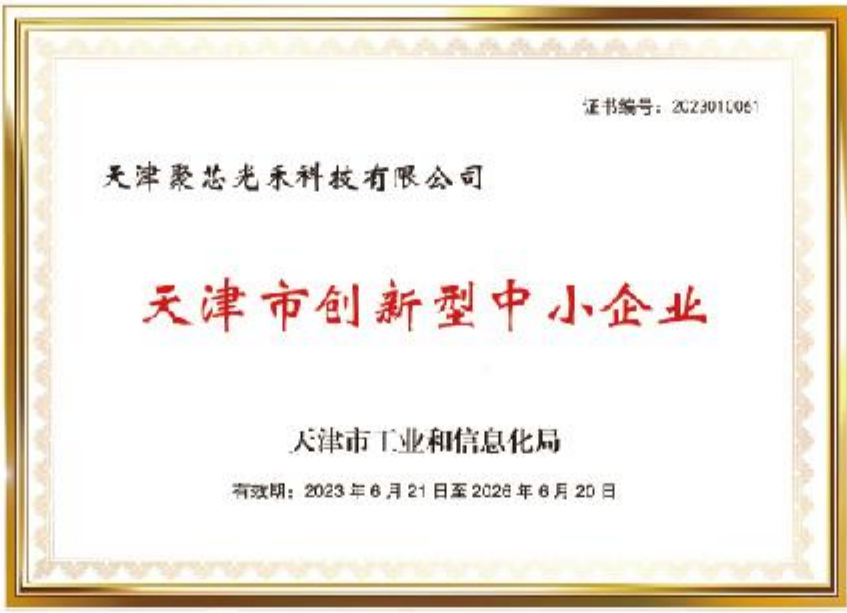 证书编号：2023010061
天津聚芯光禾科技有限公司
天津市创新型中小企业
天津市工业和信息化局
有效期：2023年6月21日至2026年6月20日